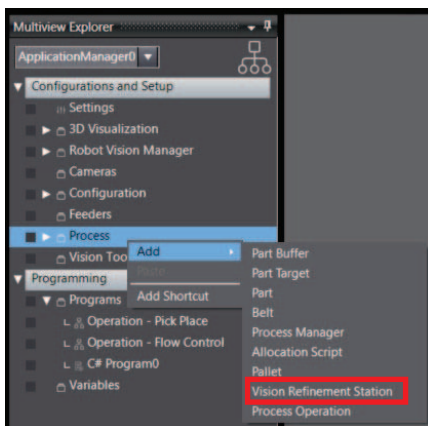 Multiview Explorer
ApplicationManager0
Configurations and Setup
Settings
3D Visualization
Robot Vision Manager
Cameras
Configuration
Feeders
Process
Vision Too
Programming
Programs
Operation - Pick Place
Operation - Flow Control
C# Program0
Variables
Add
Paste
Add Shortcut
Part Buffer
Part Target
Part
Belt
Process Manager
Allocation Script
Pallet
Vision Refinement Station
Process Operation